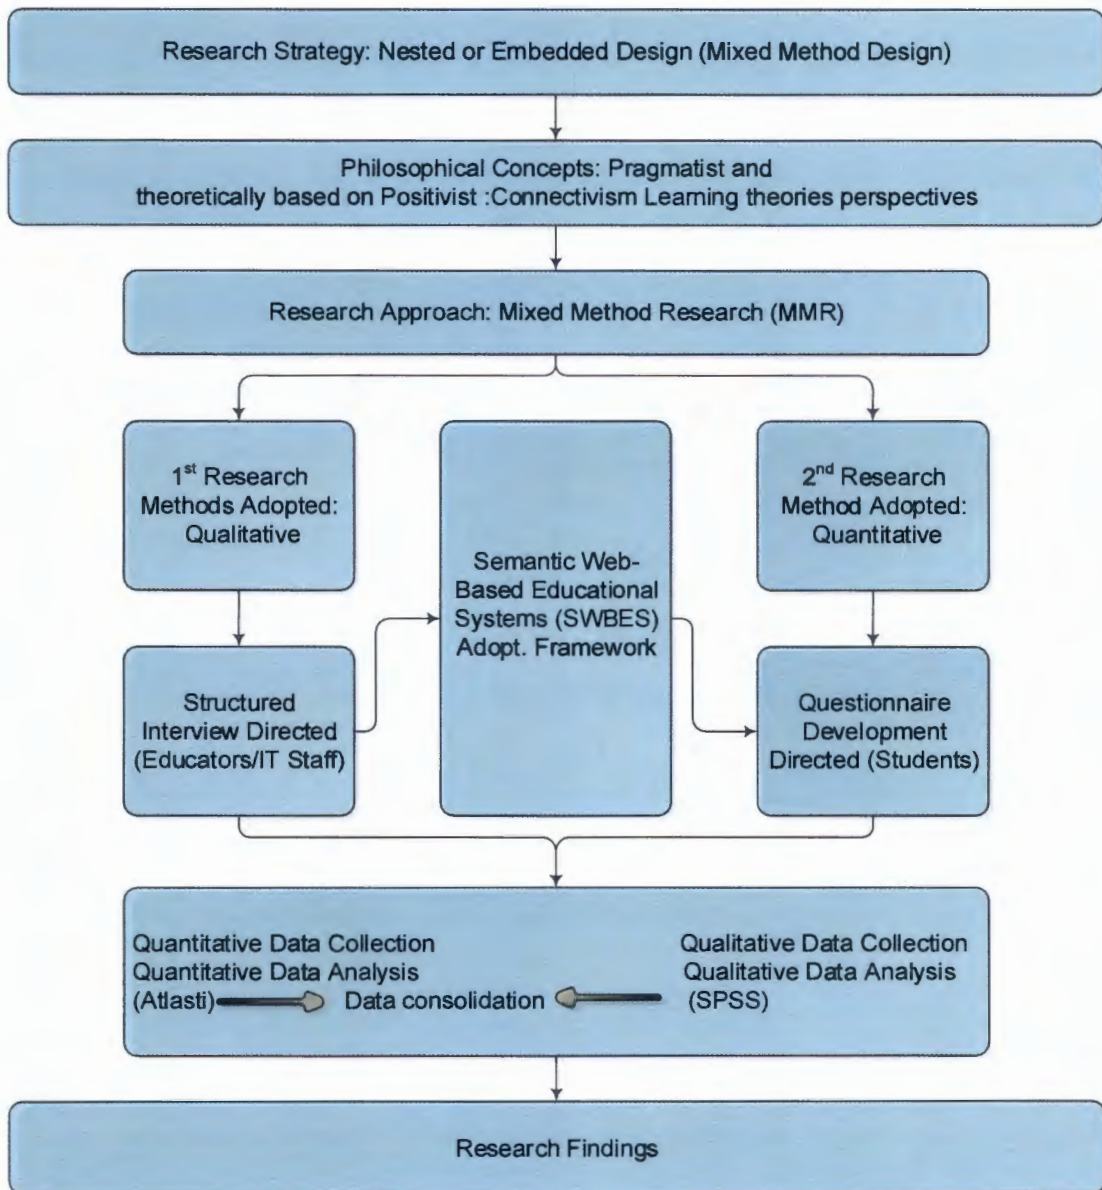 Research Strategy: Nested or Embedded Design (Mixed Method Design)
Philosophical Concepts: Pragmatist and
theoretically based on Positivist :Connectivism Learning theories perspectives
Research Approach: Mixed Method Research (MMR)
1st Research
Methods Adopted:
Qualitative
Semantic Web-
Based Educational
Systems (SWBES)
Adopt. Framework
2nd Research
Method Adopted:
Quantitative
Structured
Interview Directed
(Educators/IT Staff)
Questionnaire
Development
Directed (Students)
Quantitative Data Collection
Quantitative Data Analysis
(Atlasti)
Data consolidation
Qualitative Data Collection
Qualitative Data Analysis
(SPSS)
Research Findings